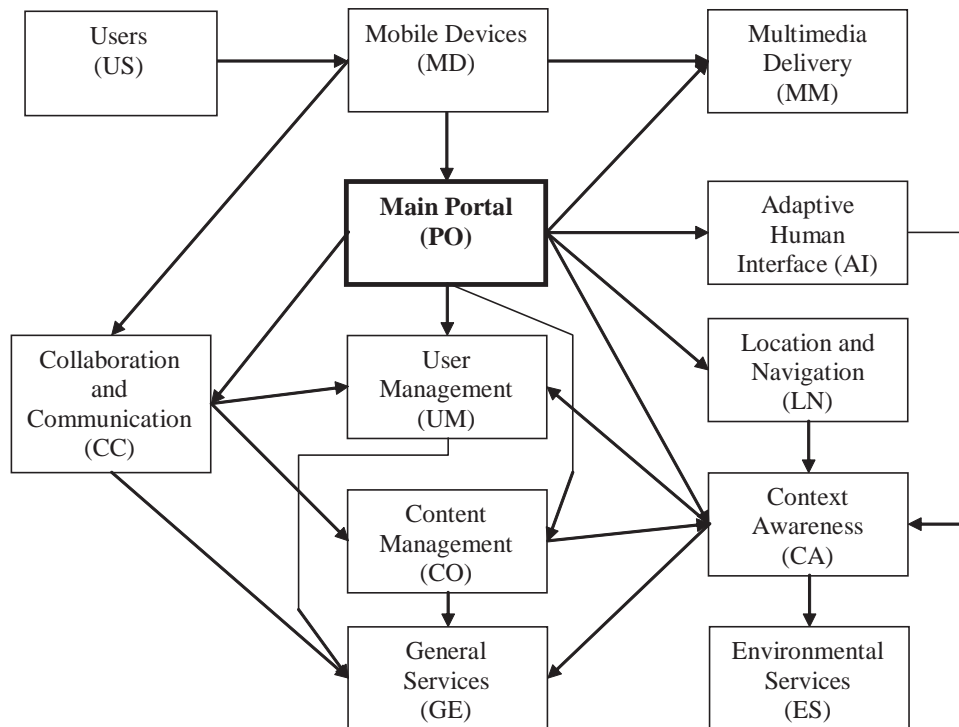 Users
(US)
Mobile Devices
(MD)
Multimedia
Delivery
(MM)
Main Portal
(PO)
Adaptive
Human
Interface (AI)
Collaboration
and
Communication
(CC)
User
Management
(UM)
Location and
Navigation
(LN)
Content
Management
(CO)
Context
Awareness
(CA)
General
Services
(GE)
Environmental
Services
(ES)